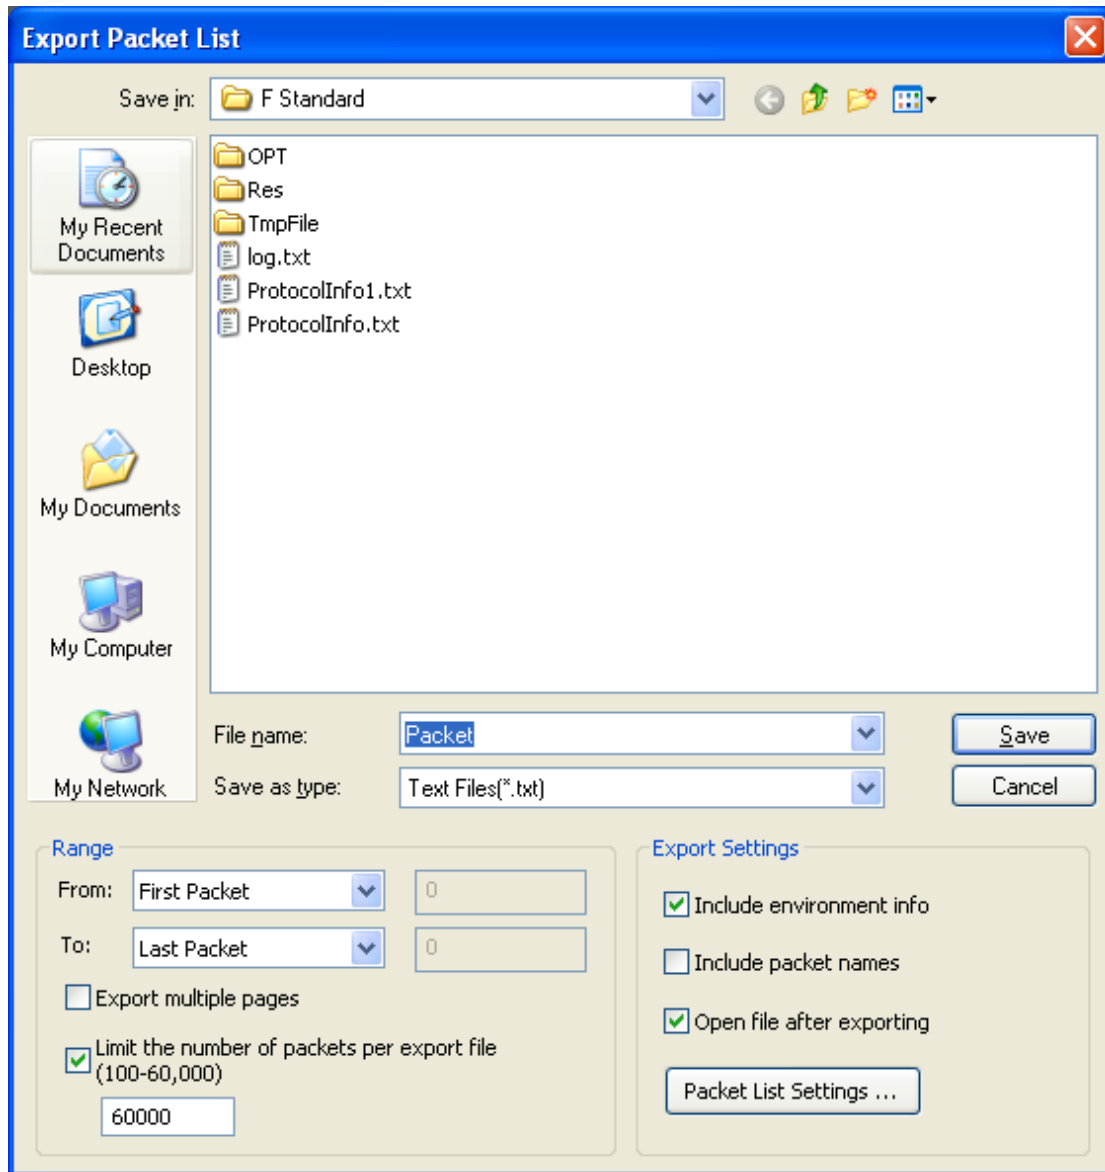 Export Packet List
Save in: F Standard
My Recent
Documents
Desktop
My Documents
My Computer
My Network
OPT
Res
TmpFile
log.txt
ProtocolInfo1.txt
ProtocolInfo.txt
File name: Packet Save
Save as type: Text Files(*.txt) Cancel
Range
From: First Packet 0
To: Last Packet 0
Export multiple pages
Limit the number of packets per export file
(100-60,000)
60000
Export Settings
Include environment info
Include packet names
Open file after exporting
Packet List Settings ...